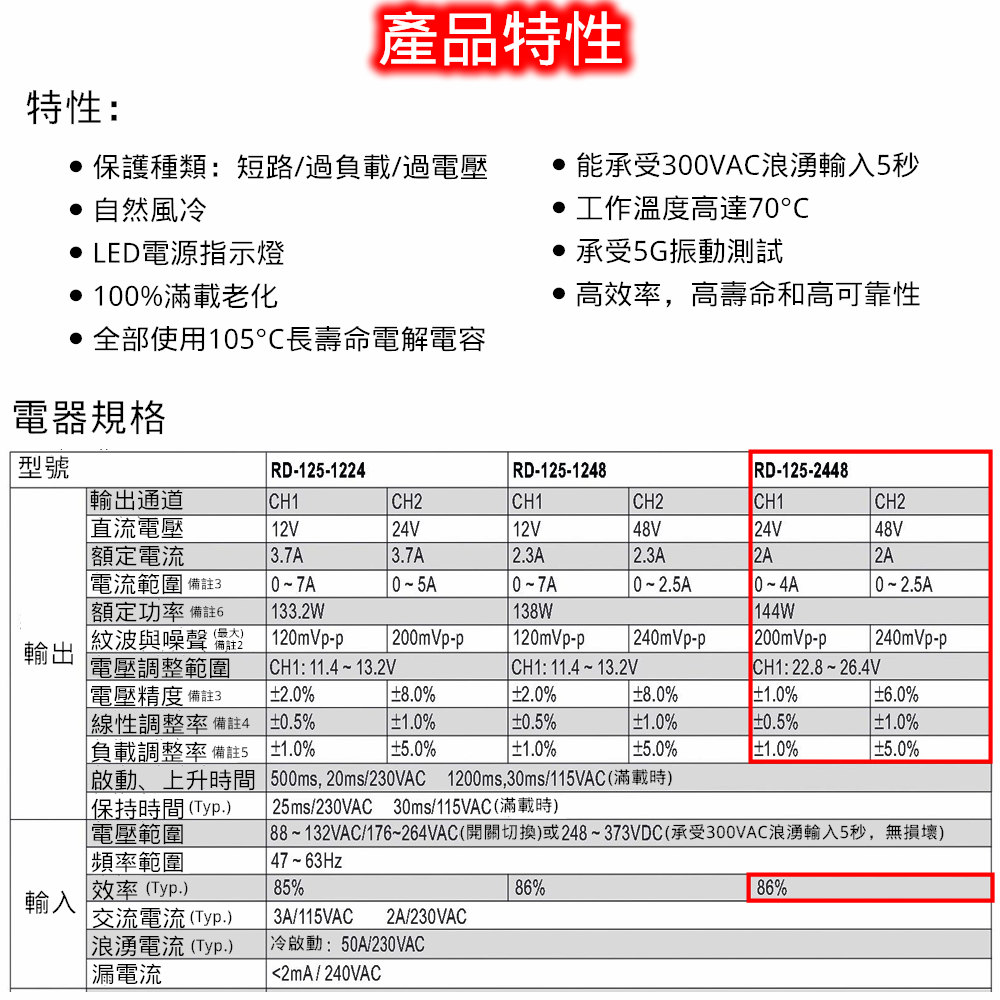 產品特性
特性：
● 保護種類：短路/過負載/過電壓
● 自然風冷
● LED電源指示燈
● 100%滿載老化
● 全部使用105°C長壽命電解電容
● 能承受300VAC浪湧輸入5秒
● 工作溫度高達70°C
● 承受5G振動測試
● 高效率，高壽命和高可靠性
電器規格
型號 RD-125-1224 RD-125-1248 RD-125-2448
輸出
輸出通道 CH1 CH2 CH1 CH2 CH1 CH2
直流電壓 12V 24V 12V 48V 24V 48V
額定電流 3.7A 3.7A 2.3A 2.3A 2A 2A
電流範圍 備註3 0~7A 0~5A 0~7A 0~2.5A 0~4A 0~2.5A
額定功率 備註6 133.2W 138W 144W
紋波與噪聲 (最大) 備註2 120mVp-p 200mVp-p 120mVp-p 240mVp-p 200mVp-p 240mVp-p
電壓調整範圍 CH1: 11.4~13.2V CH1: 11.4~13.2V CH1: 22.8~26.4V
電壓精度 備註3 ±2.0% ±8.0% ±2.0% ±8.0% ±1.0% ±6.0%
線性調整率 備註4 ±0.5% ±1.0% ±0.5% ±1.0% ±0.5% ±1.0%
負載調整率 備註5 ±1.0% ±5.0% ±1.0% ±5.0% ±1.0% ±5.0%
啟動、上升時間 500ms, 20ms/230VAC 1200ms,30ms/115VAC(滿載時)
保持時間 (Typ.) 25ms/230VAC 30ms/115VAC(滿載時)
輸入
電壓範圍 88~132VAC/176~264VAC(開關切換)或248~373VDC(承受300VAC浪湧輸入5秒，無損壞)
頻率範圍 47~63Hz
效率 (Typ.) 85% 86% 86%
交流電流 (Typ.) 3A/115VAC 2A/230VAC
浪湧電流 (Typ.) 冷啟動：50A/230VAC
漏電流 <2mA / 240VAC